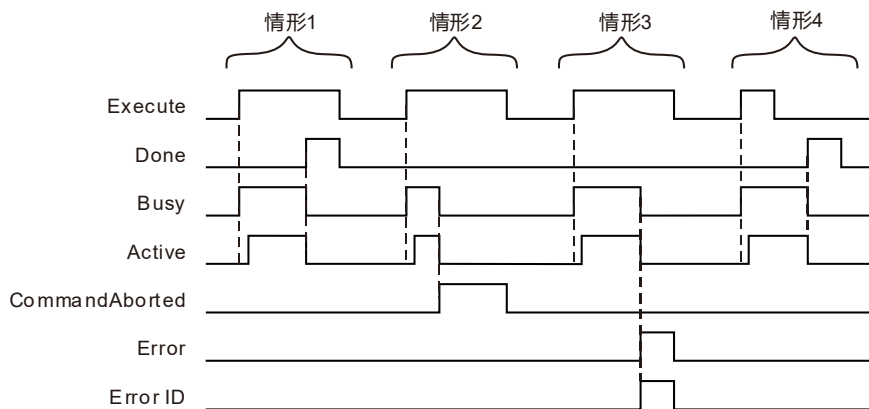 情形1 情形2 情形3 情形4
Execute
Done
Busy
Active
CommandAborted
Error
Error ID